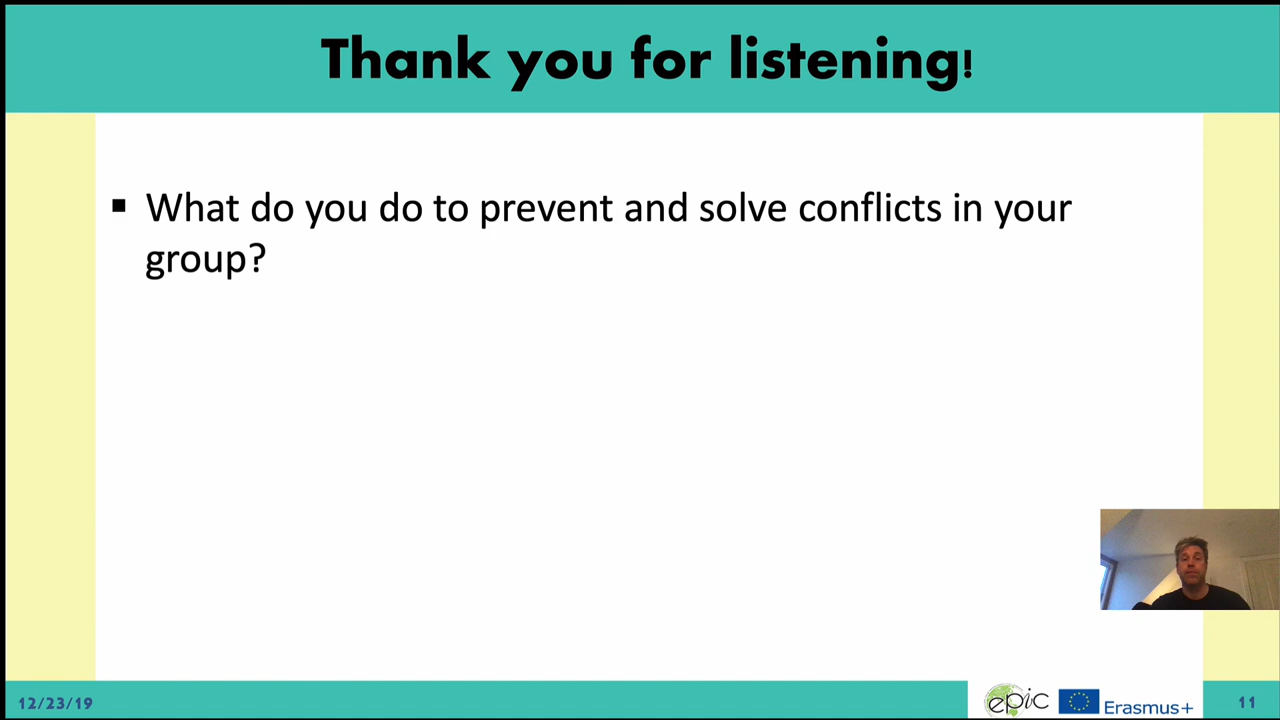 Thank you for listening!
▪ What do you do to prevent and solve conflicts in your
group?
12/23/19
epic
Erasmus+
11